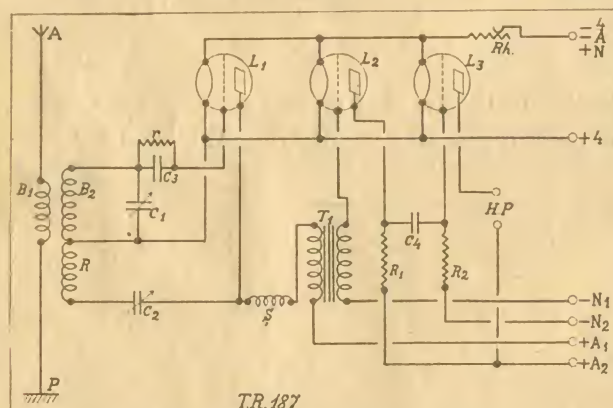 A
L1
L2
L3
Rh.
–4
–A
+N
+4
r
C3
C1
B1
B2
R
C2
S
T1
C4
R1
R2
HP
–N1
–N2
+A1
+A2
P
T.R.187